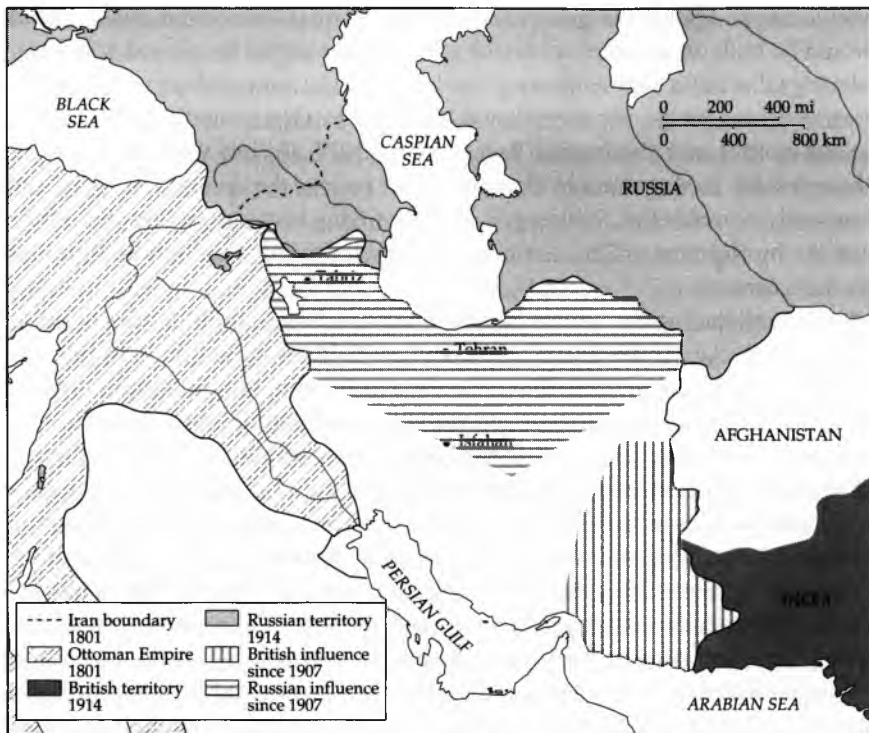 BLACK
SEA
CASPIAN
SEA
0 200 400 mi
0 400 800 km
RUSSIA
Tabriz
Tehran
Isfahan
AFGHANISTAN
INDIA
PERSIAN GULF
ARABIAN SEA
Iran boundary
1801
Ottoman Empire
1801
British territory
1914
Russian territory
1914
British influence
since 1907
Russian influence
since 1907